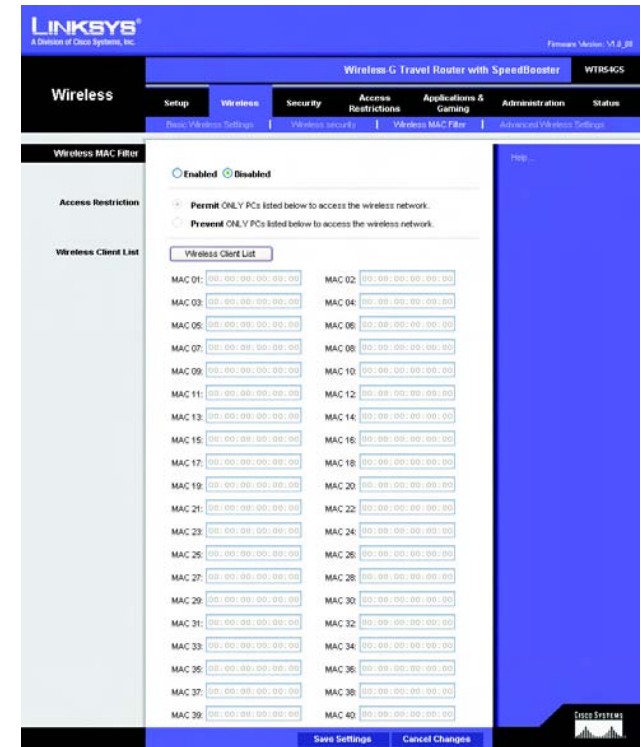 LINKSYS®
A Division of Cisco Systems, Inc.
Firmware Version: V1.0_00
Wireless-G Travel Router with SpeedBooster WTR54GS
Wireless
Setup Wireless Security Access Restrictions Applications & Gaming Administration Status
Basic Wireless Settings | Wireless security | Wireless MAC Filter | Advanced Wireless Settings
Wireless MAC Filter
Help...
Enabled Disabled
Access Restriction
Permit ONLY PCs listed below to access the wireless network.
Prevent ONLY PCs listed below to access the wireless network.
Wireless Client List
Wireless Client List
MAC 01: 00:00:00:00:00:00 MAC 02: 00:00:00:00:00:00
MAC 03: 00:00:00:00:00:00 MAC 04: 00:00:00:00:00:00
MAC 05: 00:00:00:00:00:00 MAC 06: 00:00:00:00:00:00
MAC 07: 00:00:00:00:00:00 MAC 08: 00:00:00:00:00:00
MAC 09: 00:00:00:00:00:00 MAC 10: 00:00:00:00:00:00
MAC 11: 00:00:00:00:00:00 MAC 12: 00:00:00:00:00:00
MAC 13: 00:00:00:00:00:00 MAC 14: 00:00:00:00:00:00
MAC 15: 00:00:00:00:00:00 MAC 16: 00:00:00:00:00:00
MAC 17: 00:00:00:00:00:00 MAC 18: 00:00:00:00:00:00
MAC 19: 00:00:00:00:00:00 MAC 20: 00:00:00:00:00:00
MAC 21: 00:00:00:00:00:00 MAC 22: 00:00:00:00:00:00
MAC 23: 00:00:00:00:00:00 MAC 24: 00:00:00:00:00:00
MAC 25: 00:00:00:00:00:00 MAC 26: 00:00:00:00:00:00
MAC 27: 00:00:00:00:00:00 MAC 28: 00:00:00:00:00:00
MAC 29: 00:00:00:00:00:00 MAC 30: 00:00:00:00:00:00
MAC 31: 00:00:00:00:00:00 MAC 32: 00:00:00:00:00:00
MAC 33: 00:00:00:00:00:00 MAC 34: 00:00:00:00:00:00
MAC 35: 00:00:00:00:00:00 MAC 36: 00:00:00:00:00:00
MAC 37: 00:00:00:00:00:00 MAC 38: 00:00:00:00:00:00
MAC 39: 00:00:00:00:00:00 MAC 40: 00:00:00:00:00:00
Save Settings Cancel Changes
CISCO SYSTEMS